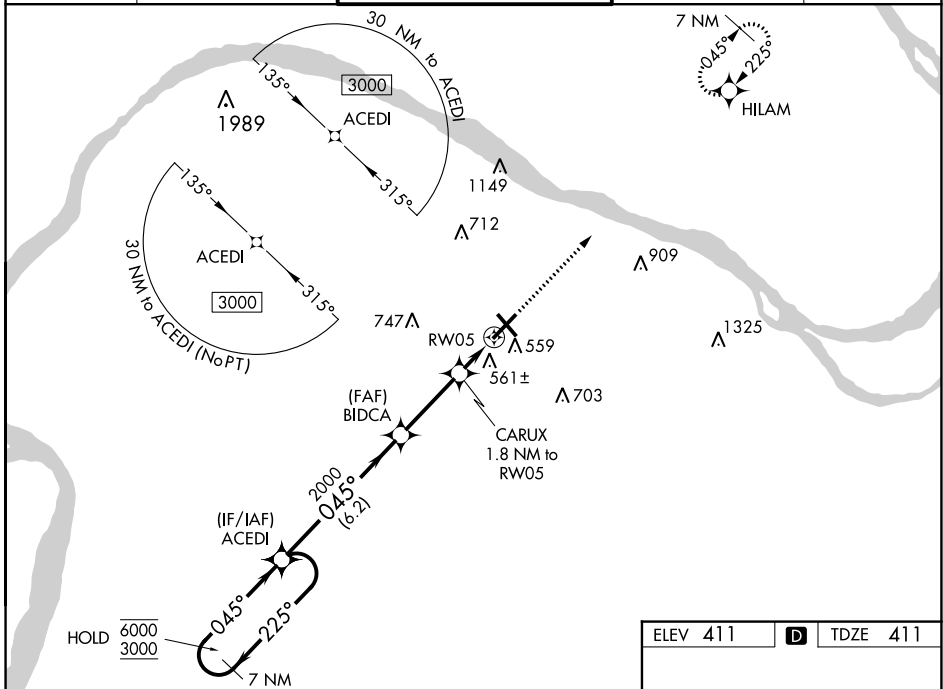 30 NM to ACEDI
135°
3000
ACEDI
315°
1989
7 NM
045°
225°
HILAM
1149
712
135°
ACEDI
315°
3000
30 NM to ACEDI (NoPT)
909
1325
747
RW05
559
561±
703
(FAF)
BIDCA
CARUX
1.8 NM to
RW05
2000
045°
(6.2)
(IF/IAF)
ACEDI
045°
225°
HOLD
6000
3000
7 NM
ELEV 411 D TDZE 411